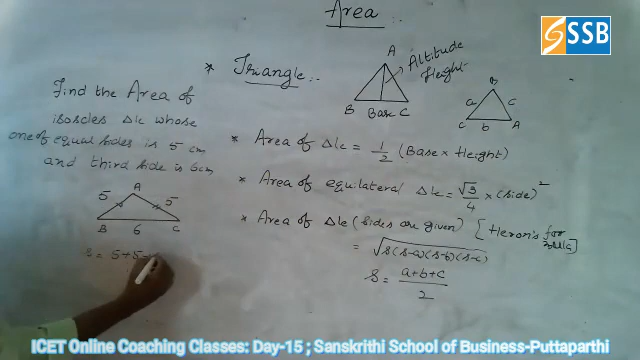 Area :-
SSB
* Triangle :-
A
Altitude
Height
B Base C
B
a c
C b A
Find the Area of
isosceles Δle whose
one of equal sides is 5 cm
and third side is 6cm
A
5 5
B 6 C
s = 5+5+
* Area of Δle = 1/2 (Base × Height)
* Area of equilateral Δle = √3/4 × (side)²
* Area of Δle (sides are given) [Heron's formula]
= √s(s-a)(s-b)(s-c)
s = a+b+c/2
ICET Online Coaching Classes: Day-15 ; Sanskrithi School of Business-Puttaparthi